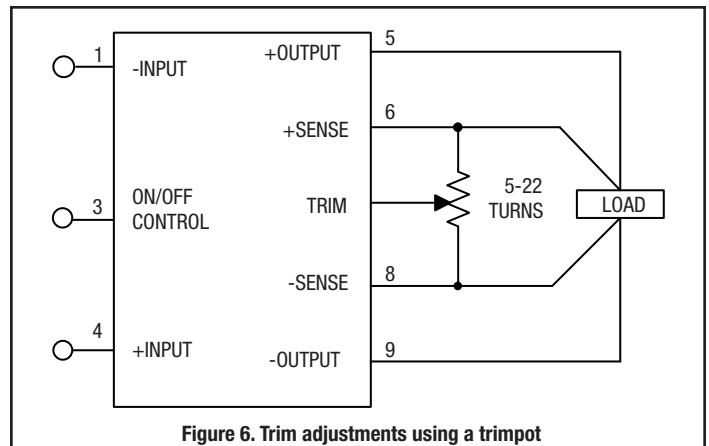 1
-INPUT
3
ON/OFF
CONTROL
4
+INPUT
+OUTPUT
5
+SENSE
6
TRIM
5-22
TURNS
LOAD
-SENSE
8
-OUTPUT
9
Figure 6. Trim adjustments using a trimpot